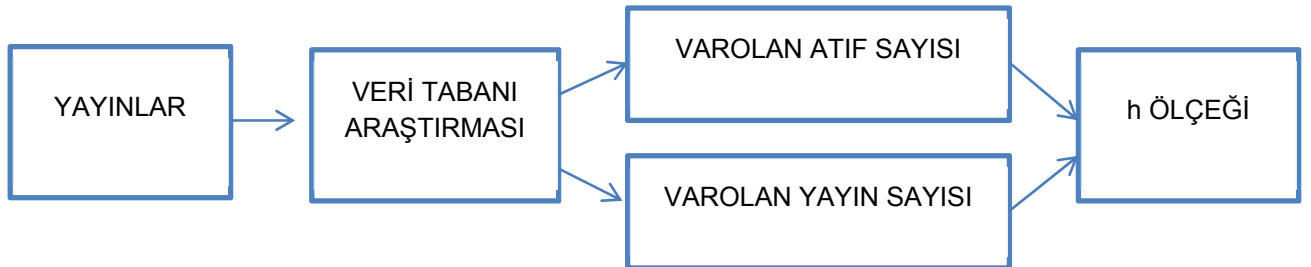 YAYINLAR
VERİ TABANI
ARAŞTIRMASI
VAROLAN ATIF SAYISI
VAROLAN YAYIN SAYISI
h ÖLÇEĞİ